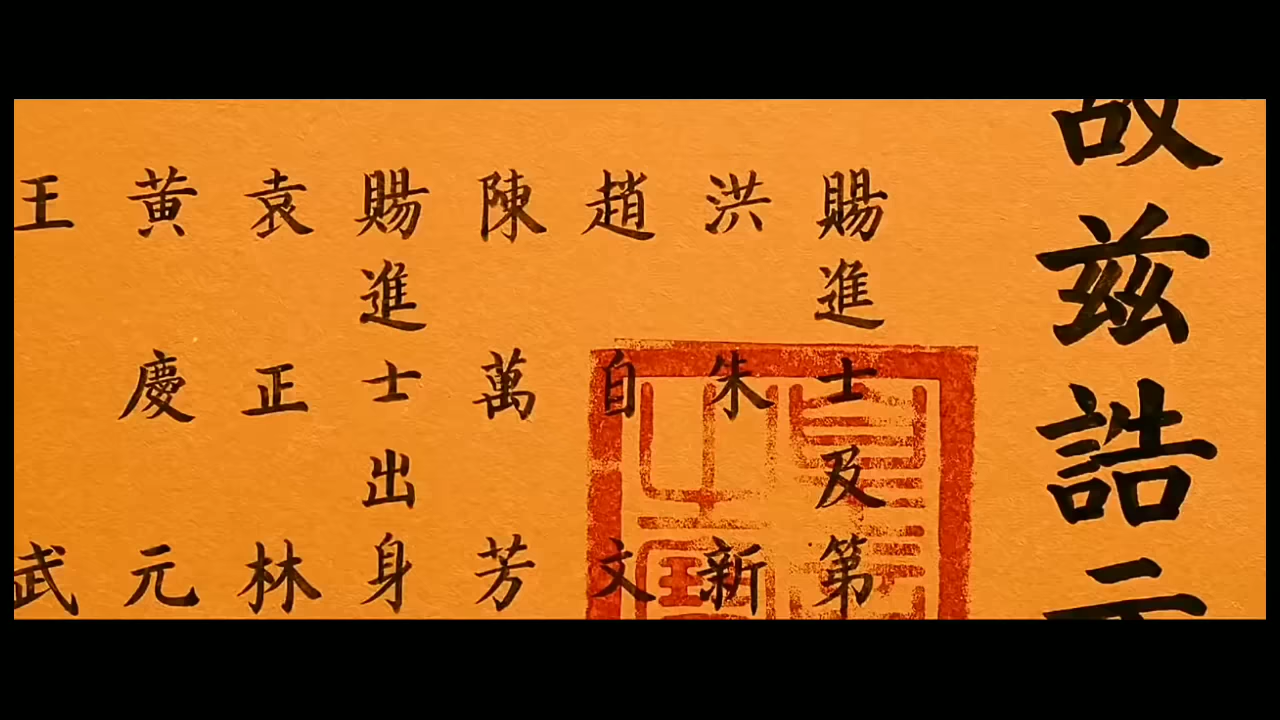 故茲誥示
賜進士及第
洪朱新
趙自文
陳萬芳
賜進士出身
袁正林
黃慶元
王武